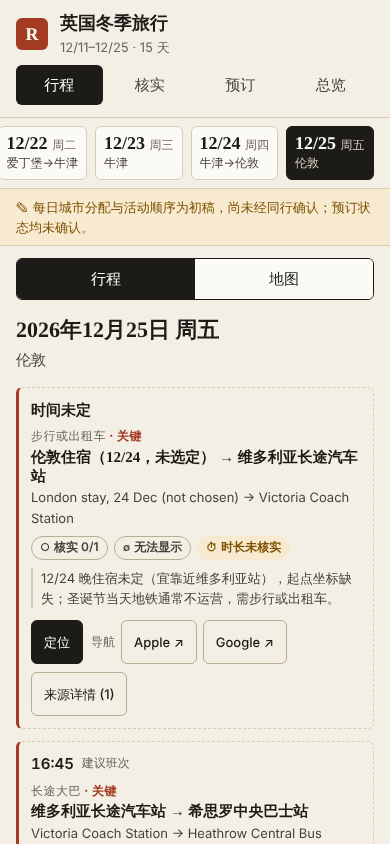 R
英国冬季旅行
12/11–12/25 · 15 天
行程 核实 预订 总览
12/22 周二 12/23 周三 12/24 周四 12/25 周五
爱丁堡→牛津 牛津 牛津→伦敦 伦敦
✎ 每日城市分配与活动顺序为初稿，尚未经同行确认；预订状
态均未确认。
行程 地图
2026年12月25日 周五
伦敦
时间未定
步行或出租车 · 关键
伦敦住宿（12/24，未选定） → 维多利亚长途汽车
站
London stay, 24 Dec (not chosen) → Victoria Coach
Station
○ 核实 0/1 ⌀ 无法显示 ⏱ 时长未核实
12/24 晚住宿未定（宜靠近维多利亚站），起点坐标缺
失；圣诞节当天地铁通常不运营，需步行或出租车。
定位 导航 Apple ↗ Google ↗
来源详情 (1)
16:45 建议班次
长途大巴 · 关键
维多利亚长途汽车站 → 希思罗中央巴士站
Victoria Coach Station → Heathrow Central Bus